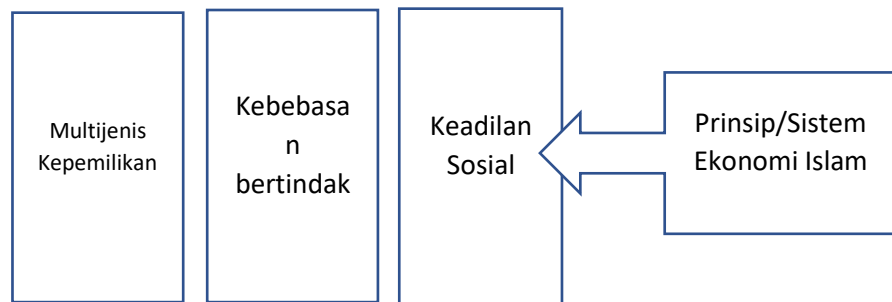 Multijenis
Kepemilikan
Kebebasa
n
bertindak
Keadilan
Sosial
Prinsip/Sistem
Ekonomi Islam